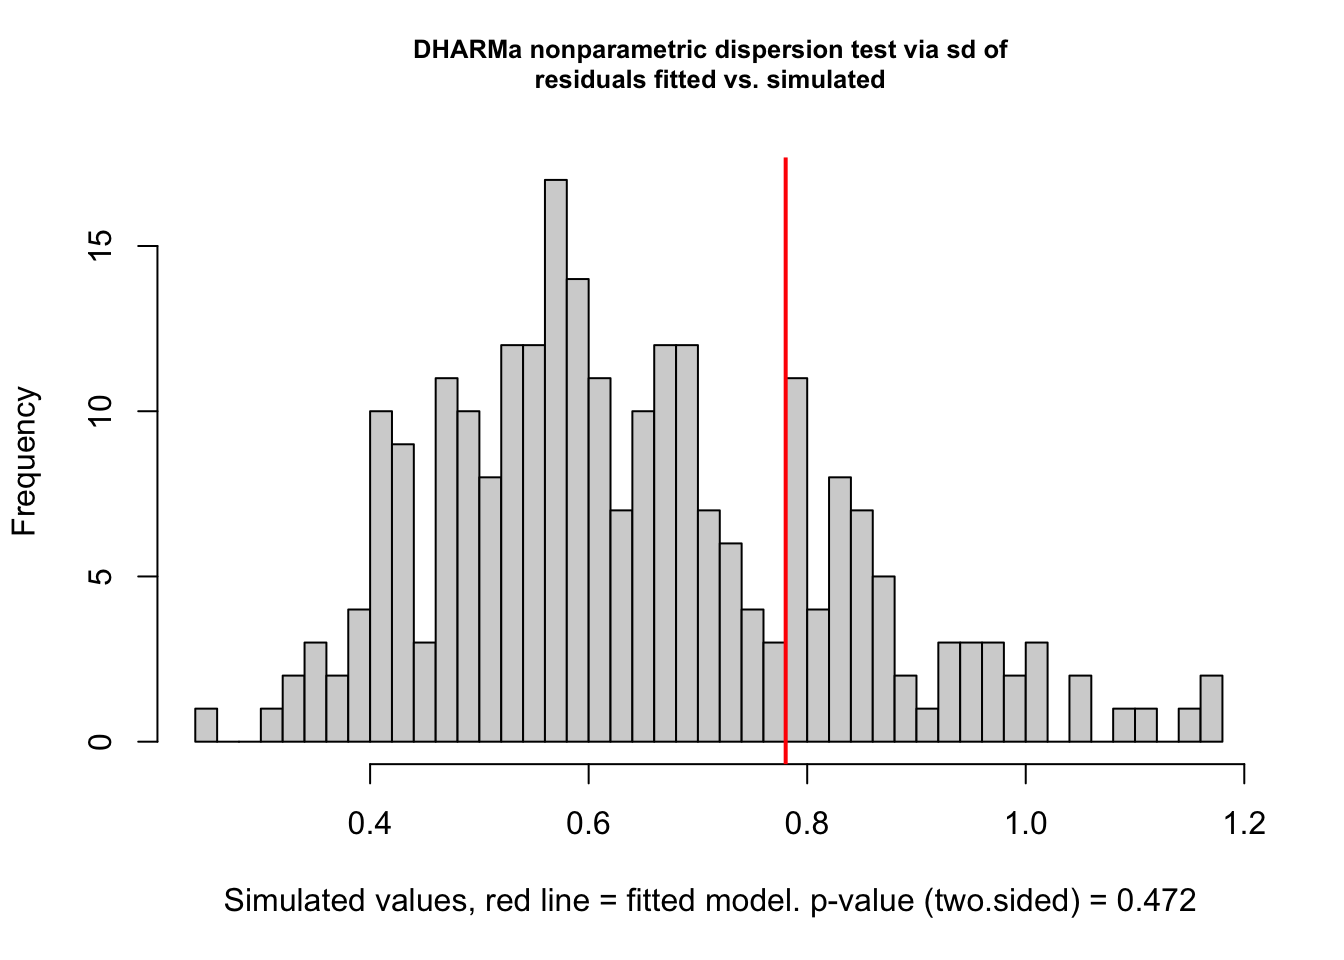 DHARMa nonparametric dispersion test via sd of
residuals fitted vs. simulated
Frequency
15
10
5
0
0.4 0.6 0.8 1.0 1.2
Simulated values, red line = fitted model. p-value (two.sided) = 0.472